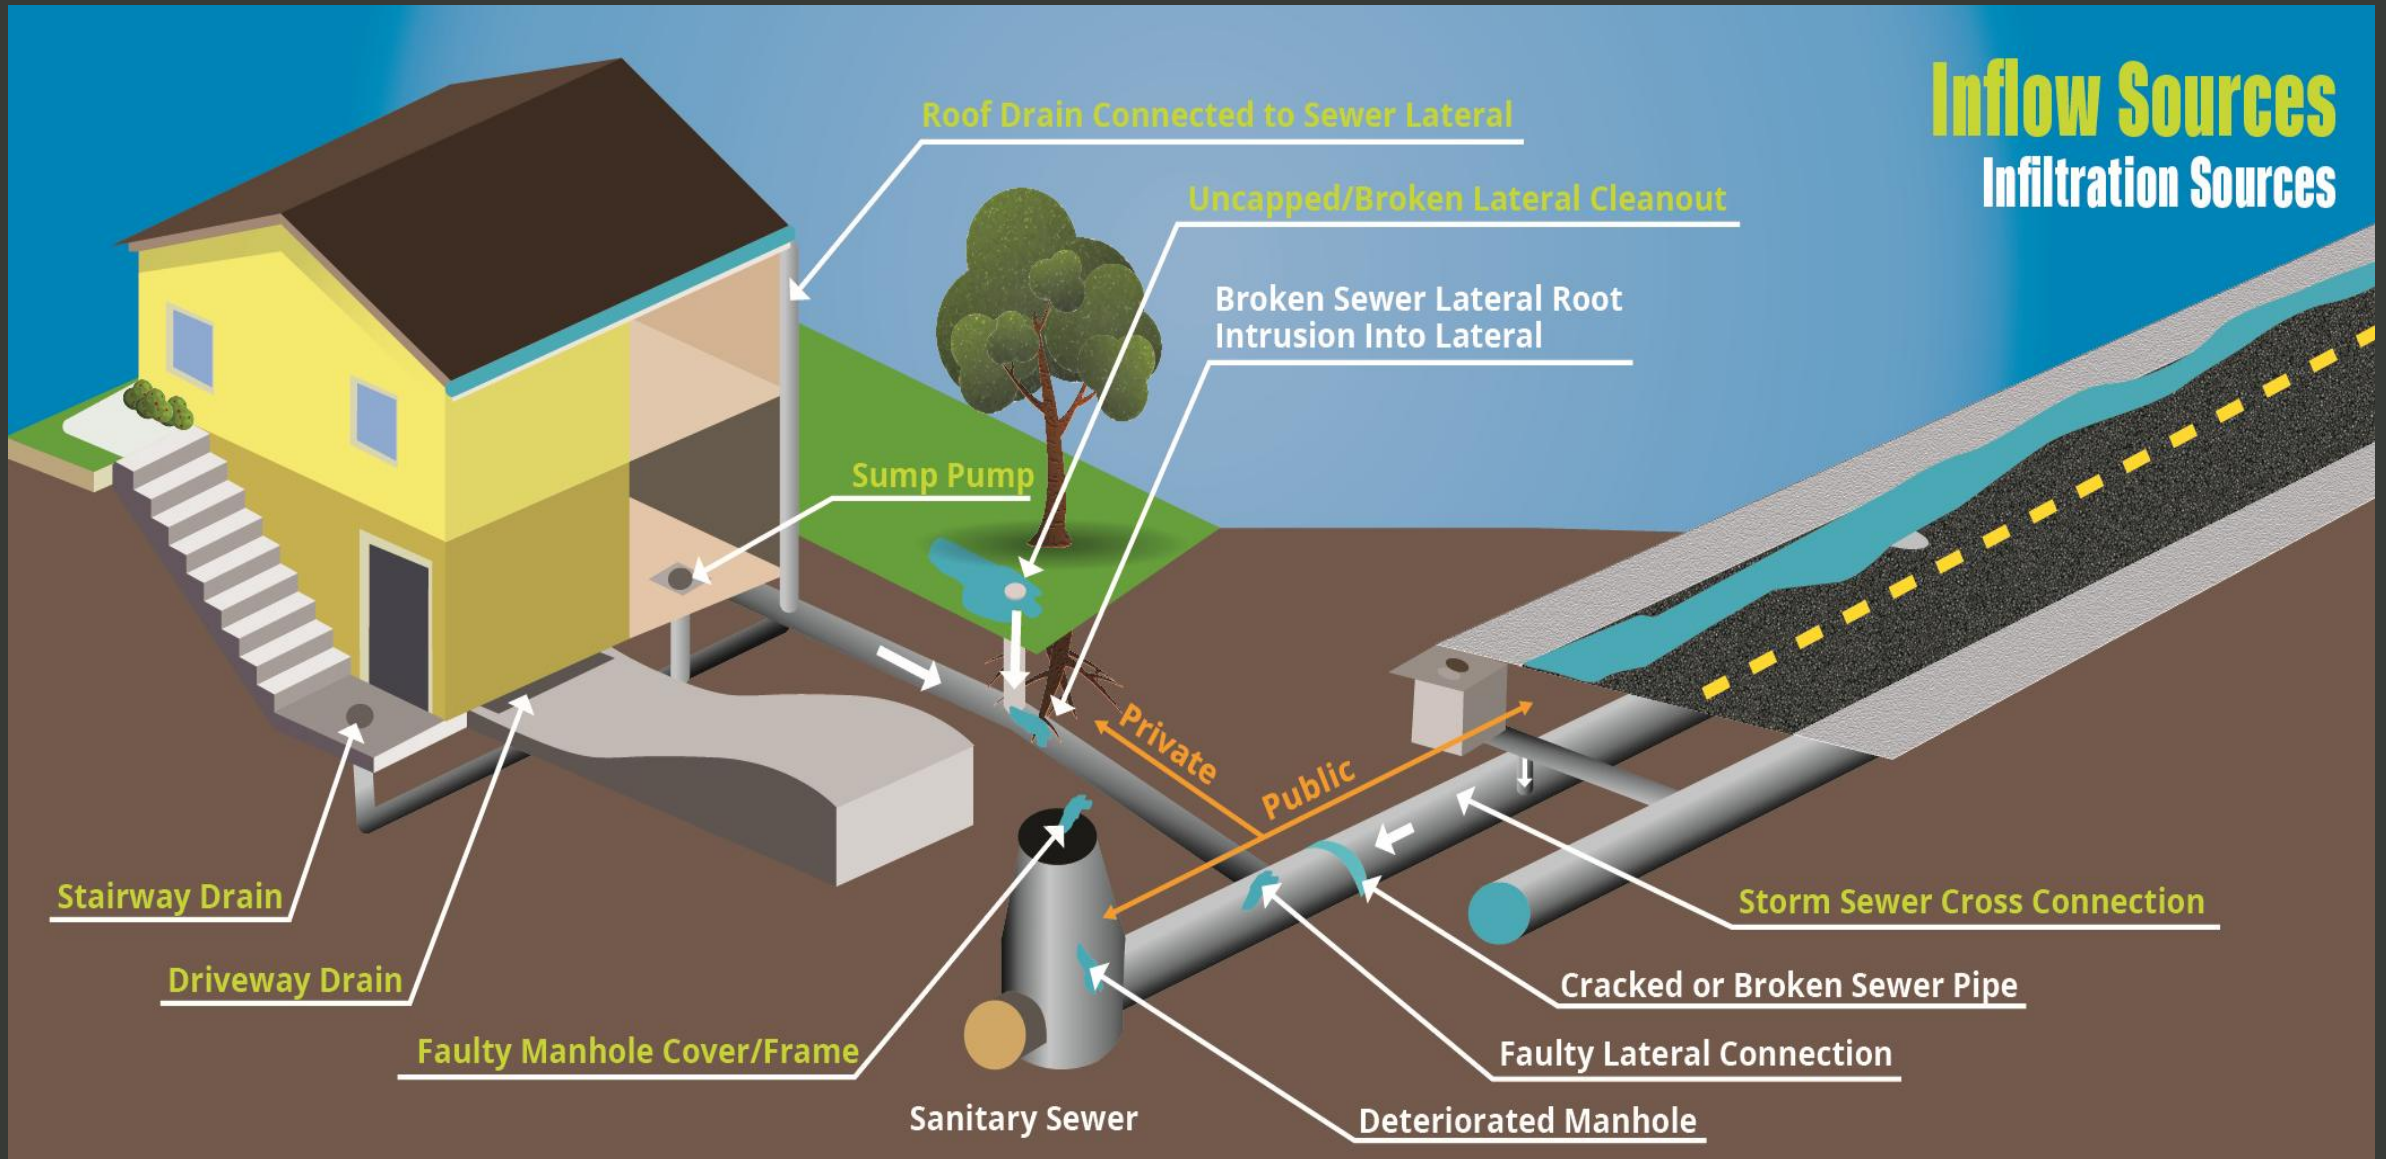 Inflow Sources
Infiltration Sources
Roof Drain Connected to Sewer Lateral
Uncapped/Broken Lateral Cleanout
Broken Sewer Lateral Root
Intrusion Into Lateral
Sump Pump
Private
Public
Stairway Drain
Driveway Drain
Faulty Manhole Cover/Frame
Sanitary Sewer
Storm Sewer Cross Connection
Cracked or Broken Sewer Pipe
Faulty Lateral Connection
Deteriorated Manhole